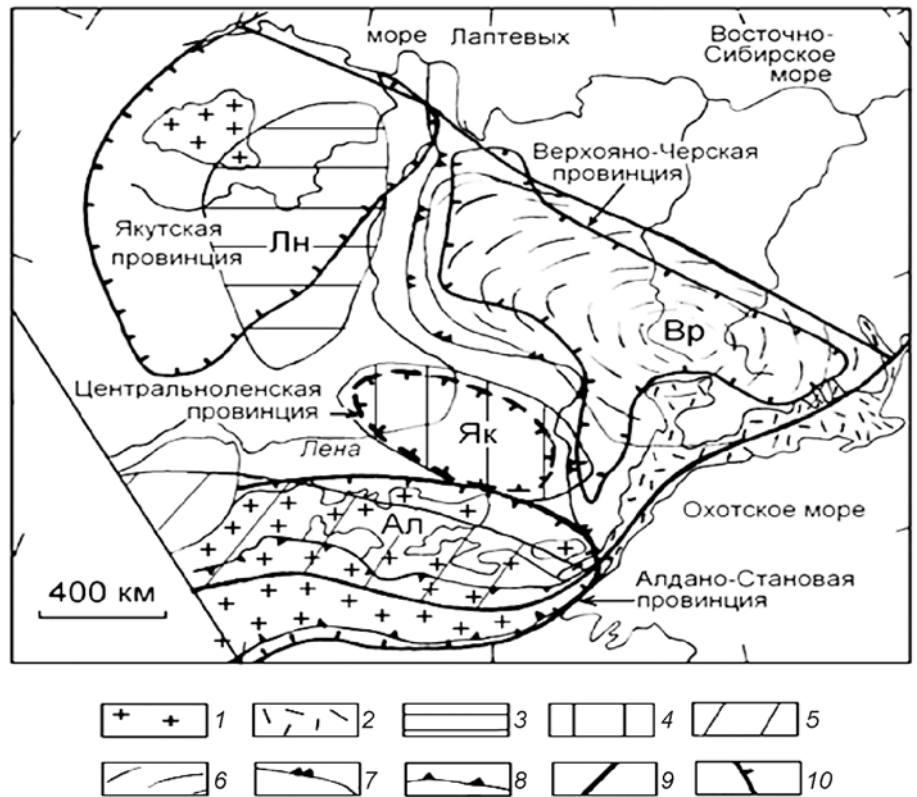 море Лаптевых
Восточно-
Сибирское
море
Верхояно-Черская
провинция
Якутская
провинция
Лн
Вр
Центральноленская
провинция
Як
Лена
Ал
Охотское море
400 км
Алдано-Становая
провинция
1
2
3
4
5
6
7
8
9
10